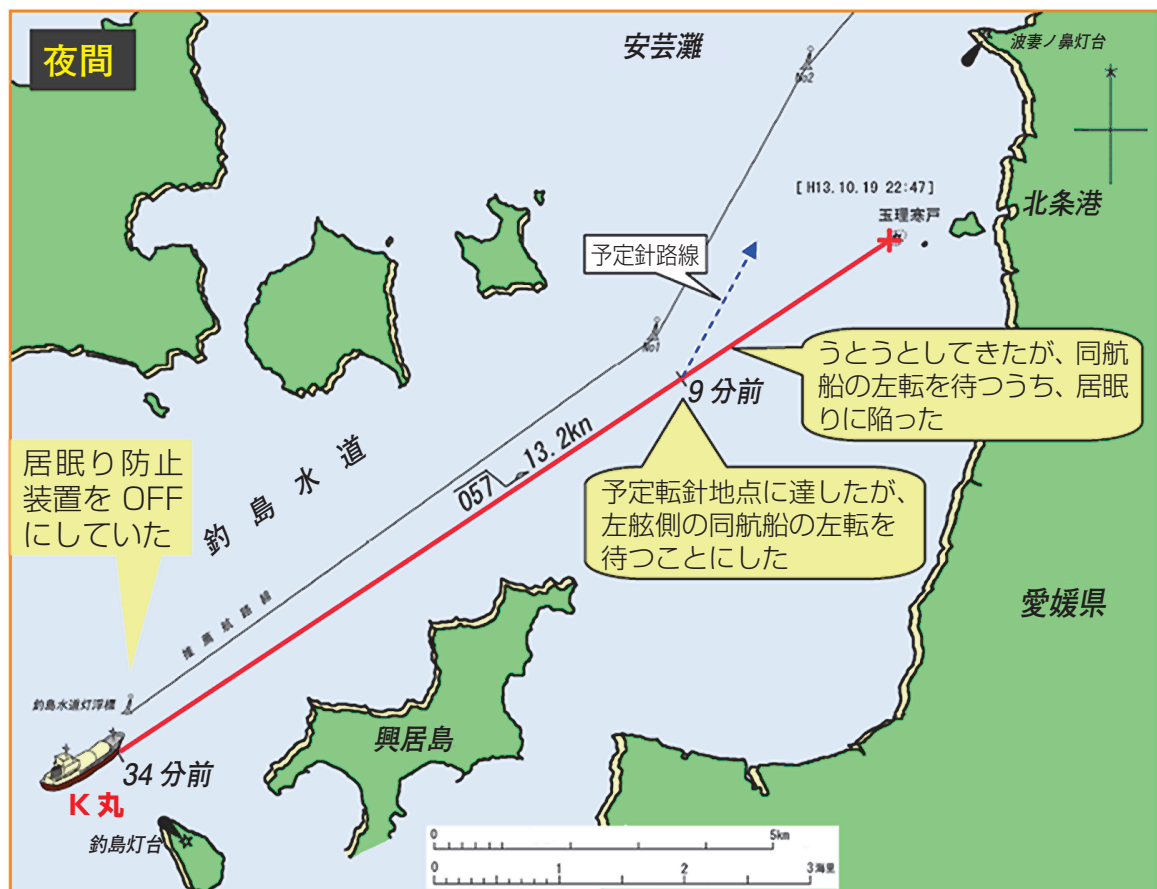 夜間
安芸灘
波妻ノ鼻灯台
No2
[ H13.10.19 22:47]
玉理寒戸
北条港
予定針路線
No1
うとうとしてきたが、同航
船の左転を待つうち、居眠
りに陥った
9 分前
13.2kn
057
居眠り防止
装置を OFF
にしていた
釣島水道
予定転針地点に達したが、
左舷側の同航船の左転を
待つことにした
愛媛県
推薦航路線
釣島水道灯浮標
興居島
34 分前
K 丸
釣島灯台
0 5km
0 1 2 3海里